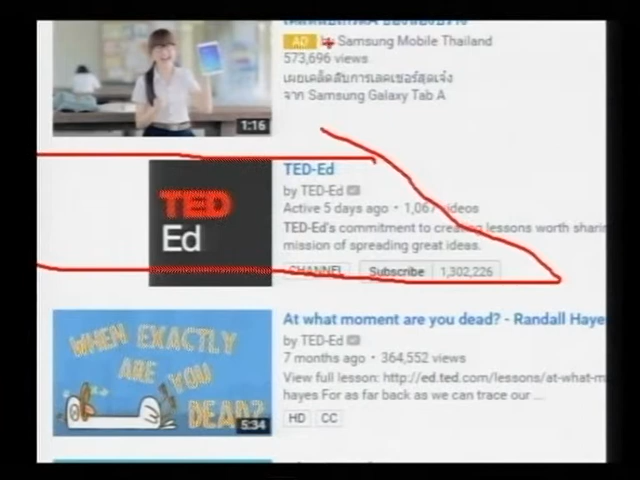 AD by Samsung Mobile Thailand
573,696 views
เผยเคล็ดลับการเลคเชอร์สุดเจ๋ง
จาก Samsung Galaxy Tab A
1:16
TED
Ed
TED-Ed
by TED-Ed
Active 5 days ago • 1,067 videos
TED-Ed's commitment to creating lessons worth sharin
mission of spreading great ideas.
CHANNEL Subscribe 1,302,226
WHEN EXACTLY
ARE YOU
DEAD?
5:34
At what moment are you dead? - Randall Haye
by TED-Ed
7 months ago • 364,552 views
View full lesson: http://ed.ted.com/lessons/at-what-m
hayes For as far back as we can trace our ...
HD CC